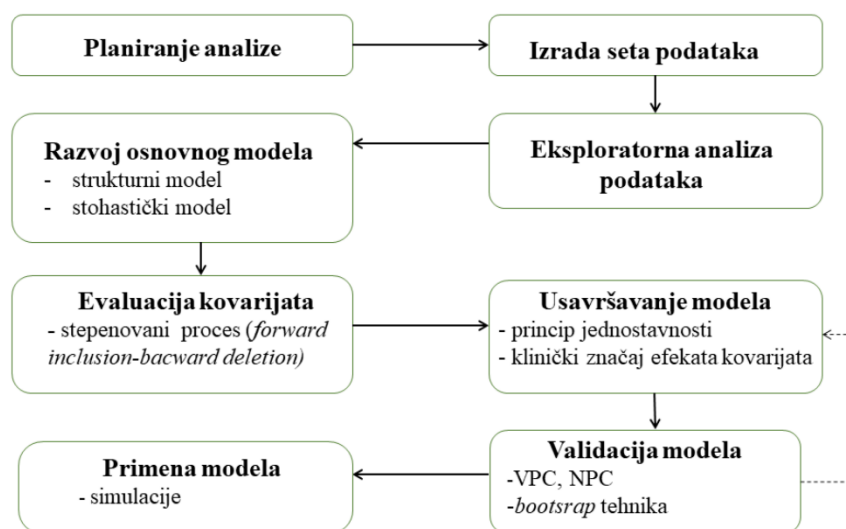 Planiranje analize
Izrada seta podataka
Eksploratorna analiza
podataka
Razvoj osnovnog modela
- strukturni model
- stohastički model
Evaluacija kovarijata
- stepenovani proces (forward
inclusion-bacward deletion)
Usavršavanje modela
- princip jednostavnosti
- klinički značaj efekata kovarijata
Validacija modela
-VPC, NPC
-bootsrap tehnika
Primena modela
- simulacije